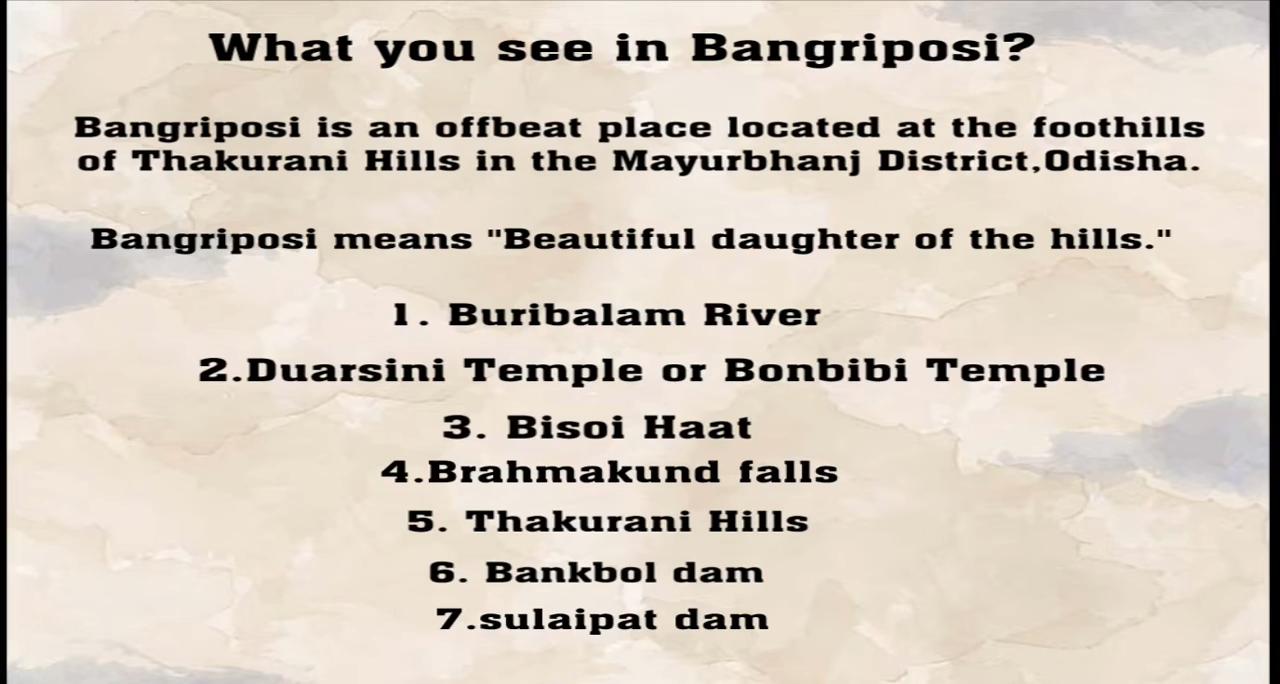 What you see in Bangriposi?
Bangriposi is an offbeat place located at the foothills
of Thakurani Hills in the Mayurbhanj District,Odisha.
Bangriposi means "Beautiful daughter of the hills."
1. Buribalam River
2.Duarsini Temple or Bonbibi Temple
3. Bisoi Haat
4.Brahmakund falls
5. Thakurani Hills
6. Bankbol dam
7.sulaipat dam